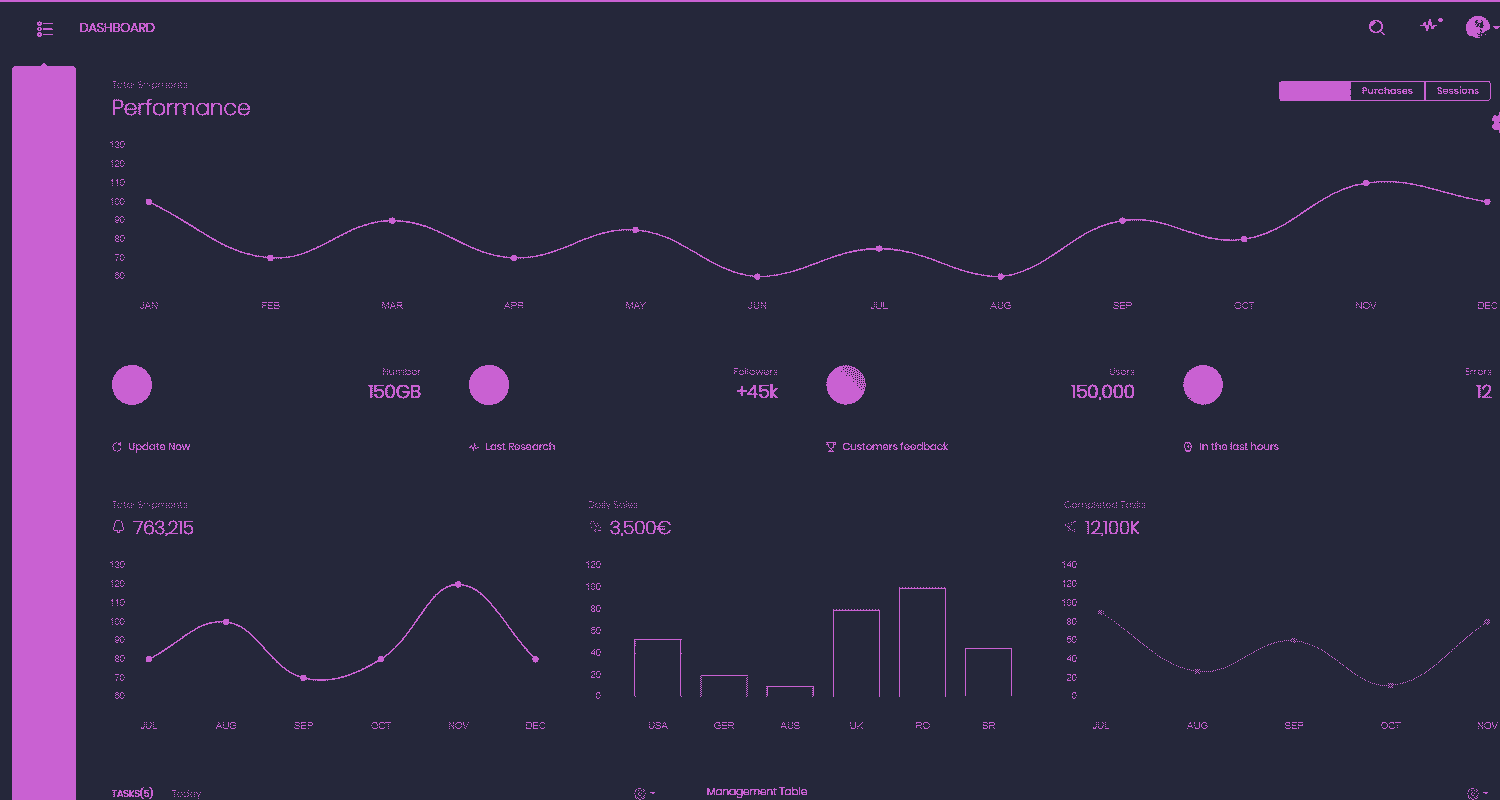 DASHBOARD
Total Shipments
Performance
Purchases
Sessions
130
120
110
100
90
80
70
60
JAN FEB MAR APR MAY JUN JUL AUG SEP OCT NOV DEC
Number
150GB
Followers
+45k
Users
150,000
Errors
12
Update Now
Last Research
Customers feedback
In the last hours
Total Shipments
763,215
130
120
110
100
90
80
70
60
JUL AUG SEP OCT NOV DEC
Daily Sales
3,500€
120
100
80
60
40
20
0
USA GER AUS UK RO BR
Completed Tasks
12,100K
140
120
100
80
60
40
20
0
JUL AUG SEP OCT NOV
TASKS(5) Today
Management Table